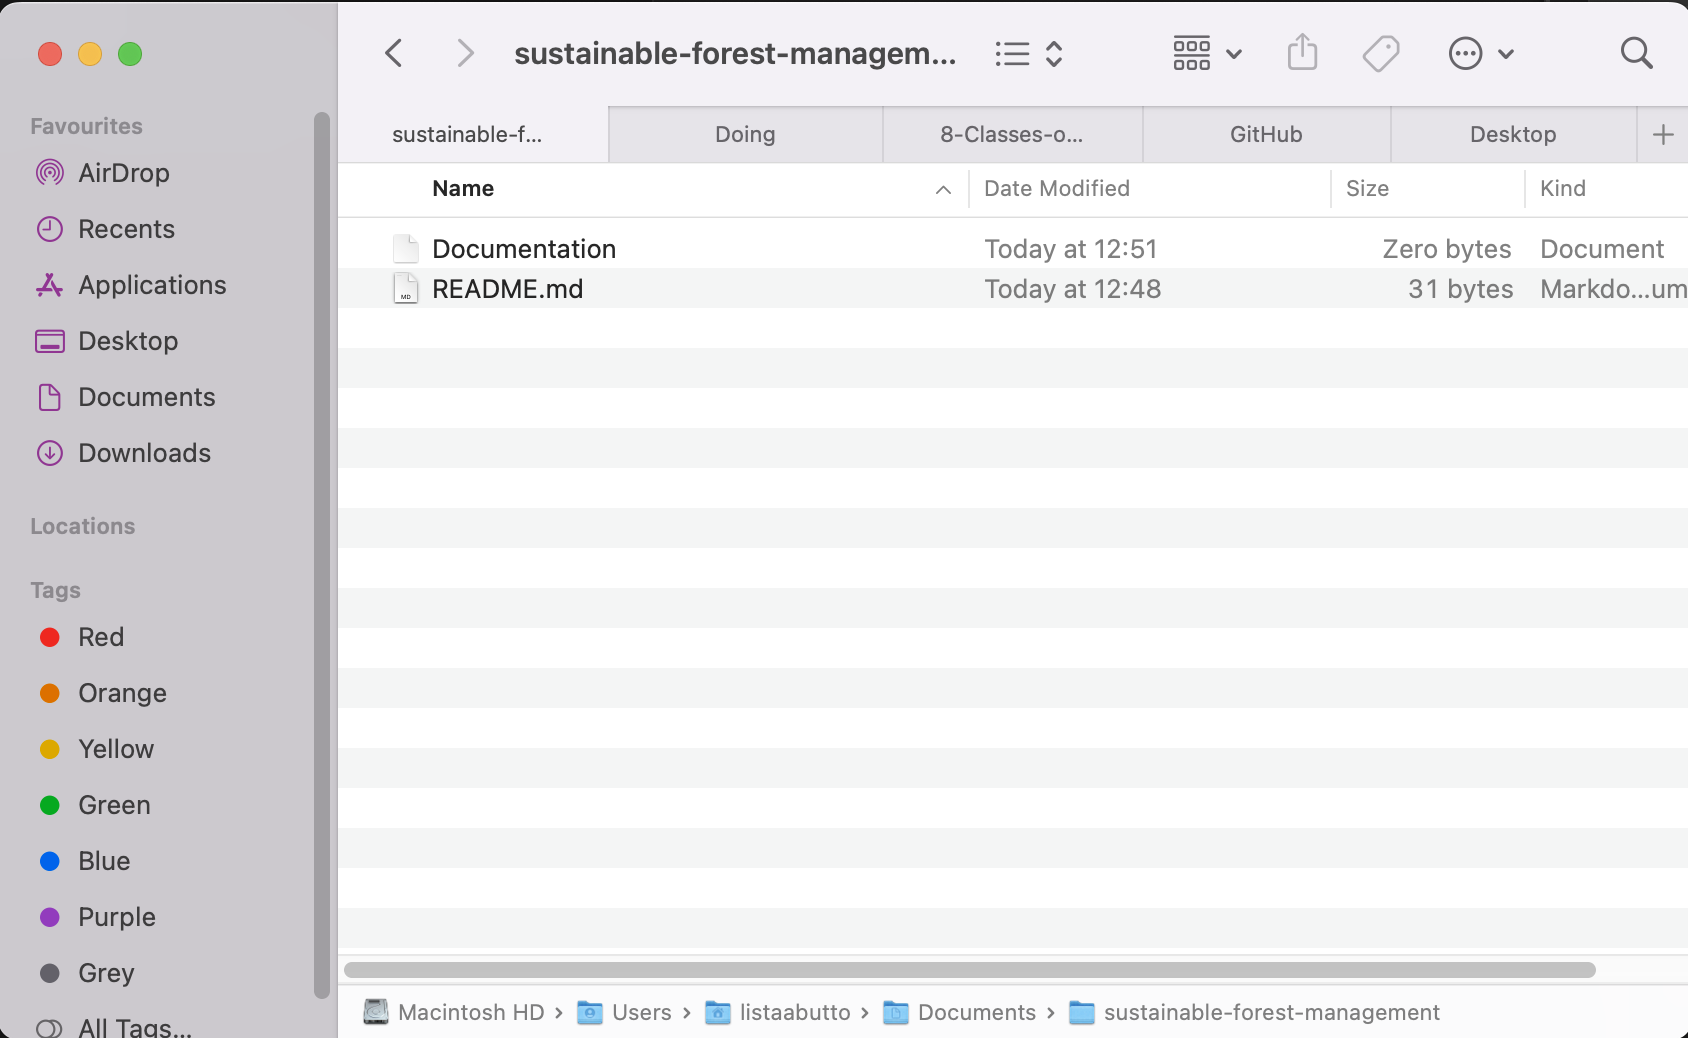 sustainable-forest-managem...
sustainable-f...
Doing
8-Classes-o...
GitHub
Desktop
Favourites
AirDrop
Recents
Applications
Desktop
Documents
Downloads
Locations
Tags
Red
Orange
Yellow
Green
Blue
Purple
Grey
All Tags...
Name Date Modified Size Kind
Documentation Today at 12:51 Zero bytes Document
MD README.md Today at 12:48 31 bytes Markdo...um
Macintosh HD › Users › listaabutto › Documents › sustainable-forest-management